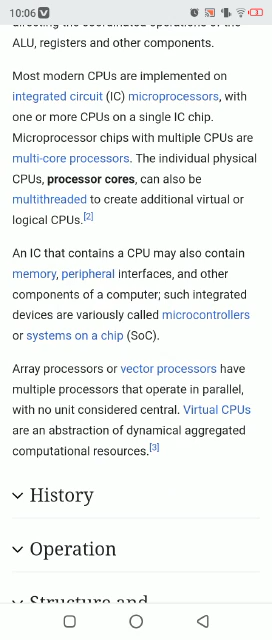 10:06
ALU, registers and other components.
Most modern CPUs are implemented on
integrated circuit (IC) microprocessors, with
one or more CPUs on a single IC chip.
Microprocessor chips with multiple CPUs are
multi-core processors. The individual physical
CPUs, processor cores, can also be
multithreaded to create additional virtual or
logical CPUs.[2]
An IC that contains a CPU may also contain
memory, peripheral interfaces, and other
components of a computer; such integrated
devices are variously called microcontrollers
or systems on a chip (SoC).
Array processors or vector processors have
multiple processors that operate in parallel,
with no unit considered central. Virtual CPUs
are an abstraction of dynamical aggregated
computational resources.[3]
History
Operation
Structure and